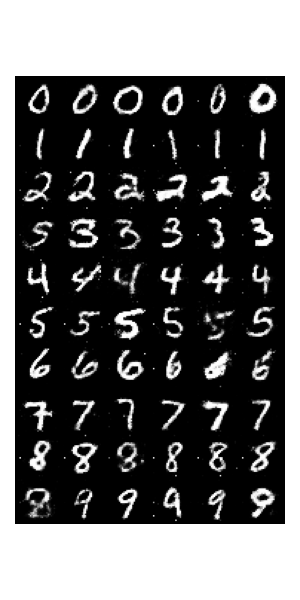 0 0 0 0 0 0
1 1 1 1 1 1
2 2 2 2 2 2
5 3 3 3 3 3
4 4 4 4 4 4
5 5 5 5 5 5
6 6 6 6 6 6
7 7 7 7 7 7
8 8 8 8 8 8
8 9 9 9 9 9